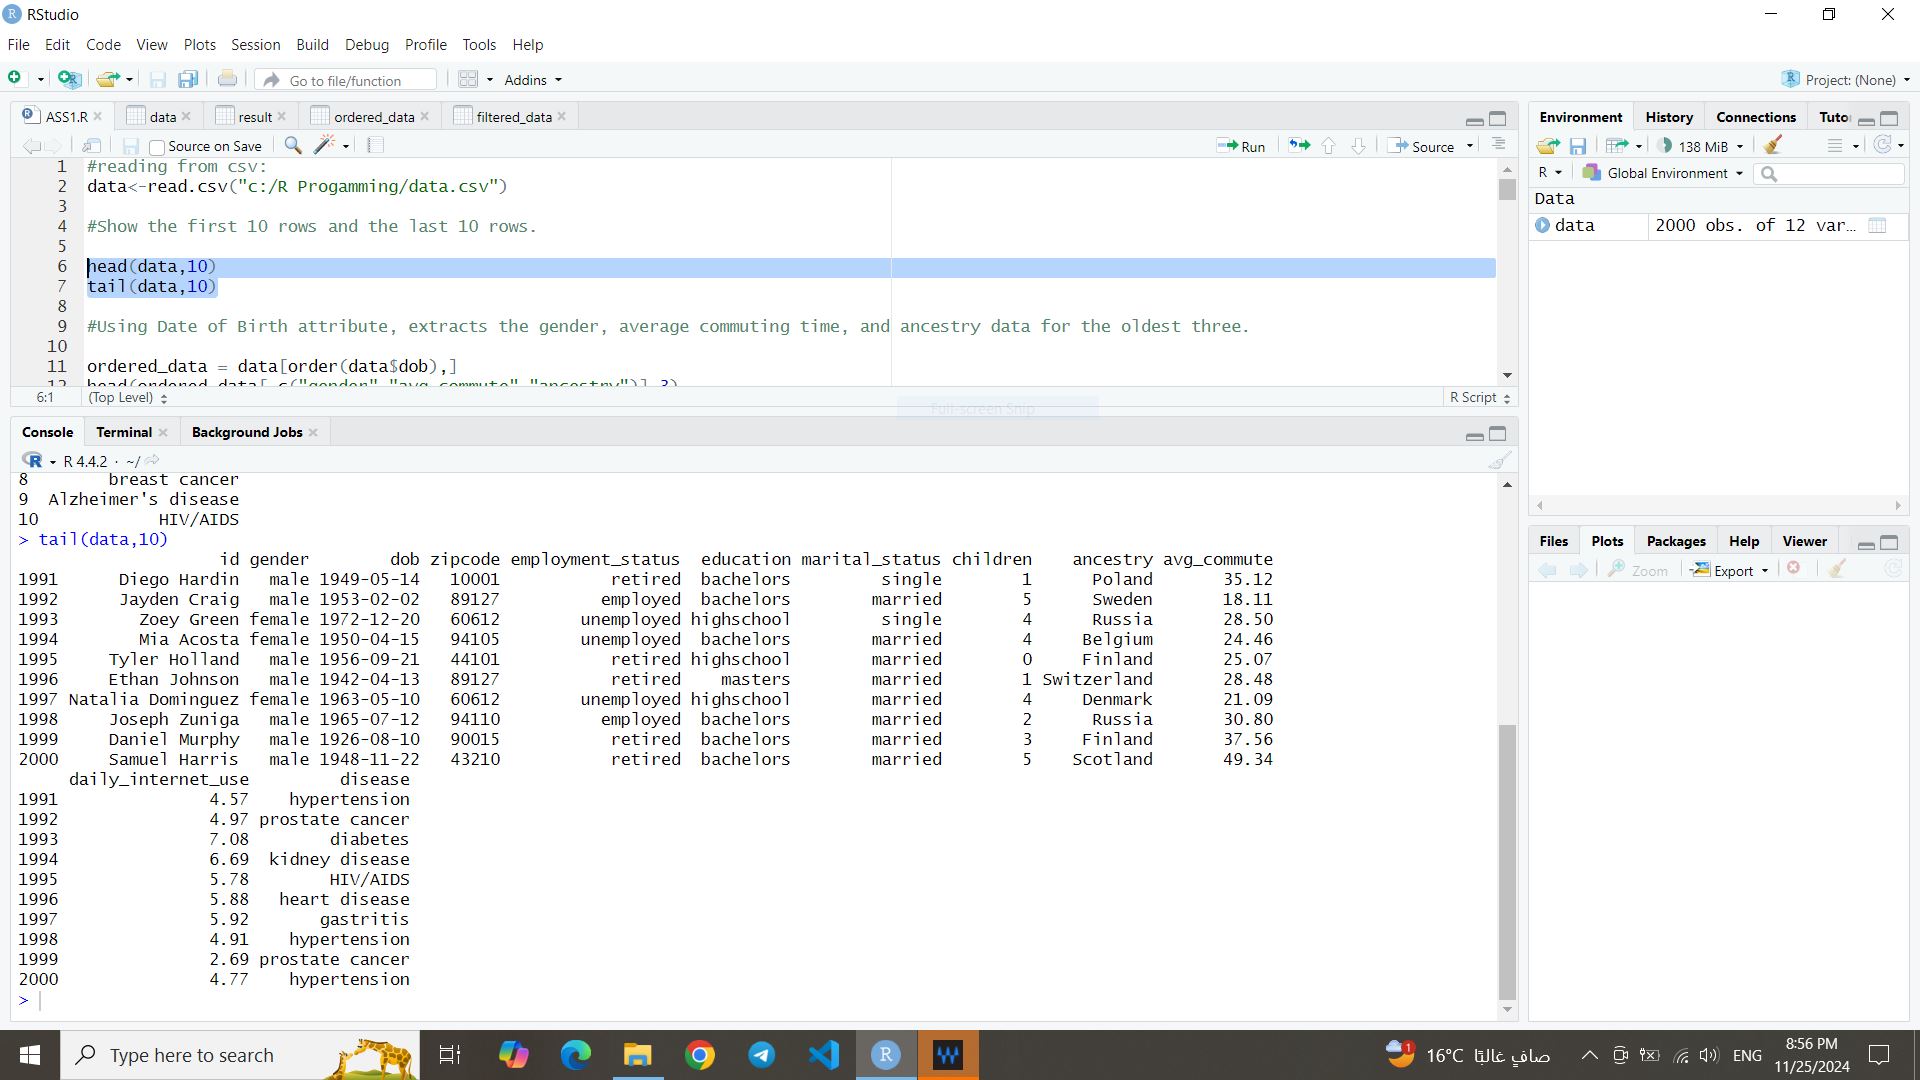 RStudio
File Edit Code View Plots Session Build Debug Profile Tools Help
Go to file/function Addins Project: (None)
ASS1.R data result ordered_data filtered_data
Source on Save Run Source
1 #reading from csv:
2 data<-read.csv("c:/R Progamming/data.csv")
3
4 #Show the first 10 rows and the last 10 rows.
5
6 head(data,10)
7 tail(data,10)
8
9 #Using Date of Birth attribute, extracts the gender, average commuting time, and ancestry data for the oldest three.
10
11 ordered_data = data[order(data$dob),]
12 head(ordered_data[,c("gender","avg_commute","ancestry")],3)
6:1 (Top Level) R Script
Full-screen Snip
Console Terminal Background Jobs
R 4.4.2 · ~/
8 breast cancer
9 Alzheimer's disease
10 HIV/AIDS
> tail(data,10)
id gender dob zipcode employment_status education marital_status children ancestry avg_commute
1991 Diego Hardin male 1949-05-14 10001 retired bachelors single 1 Poland 35.12
1992 Jayden Craig male 1953-02-02 89127 employed bachelors married 5 Sweden 18.11
1993 Zoey Green female 1972-12-20 60612 unemployed highschool single 4 Russia 28.50
1994 Mia Acosta female 1950-04-15 94105 unemployed bachelors married 4 Belgium 24.46
1995 Tyler Holland male 1956-09-21 44101 retired highschool married 0 Finland 25.07
1996 Ethan Johnson male 1942-04-13 89127 retired masters married 1 Switzerland 28.48
1997 Natalia Dominguez female 1963-05-10 60612 unemployed highschool married 4 Denmark 21.09
1998 Joseph Zuniga male 1965-07-12 94110 employed bachelors married 2 Russia 30.80
1999 Daniel Murphy male 1926-08-10 90015 retired bachelors married 3 Finland 37.56
2000 Samuel Harris male 1948-11-22 43210 retired bachelors married 5 Scotland 49.34
daily_internet_use disease
1991 4.57 hypertension
1992 4.97 prostate cancer
1993 7.08 diabetes
1994 6.69 kidney disease
1995 5.78 HIV/AIDS
1996 5.88 heart disease
1997 5.92 gastritis
1998 4.91 hypertension
1999 2.69 prostate cancer
2000 4.77 hypertension
>
Environment History Connections Tuto
138 MiB
R Global Environment
Data
data 2000 obs. of 12 var…
Files Plots Packages Help Viewer
Zoom Export
Type here to search
1 16°C صافٍ غالبًا ENG 8:56 PM
11/25/2024